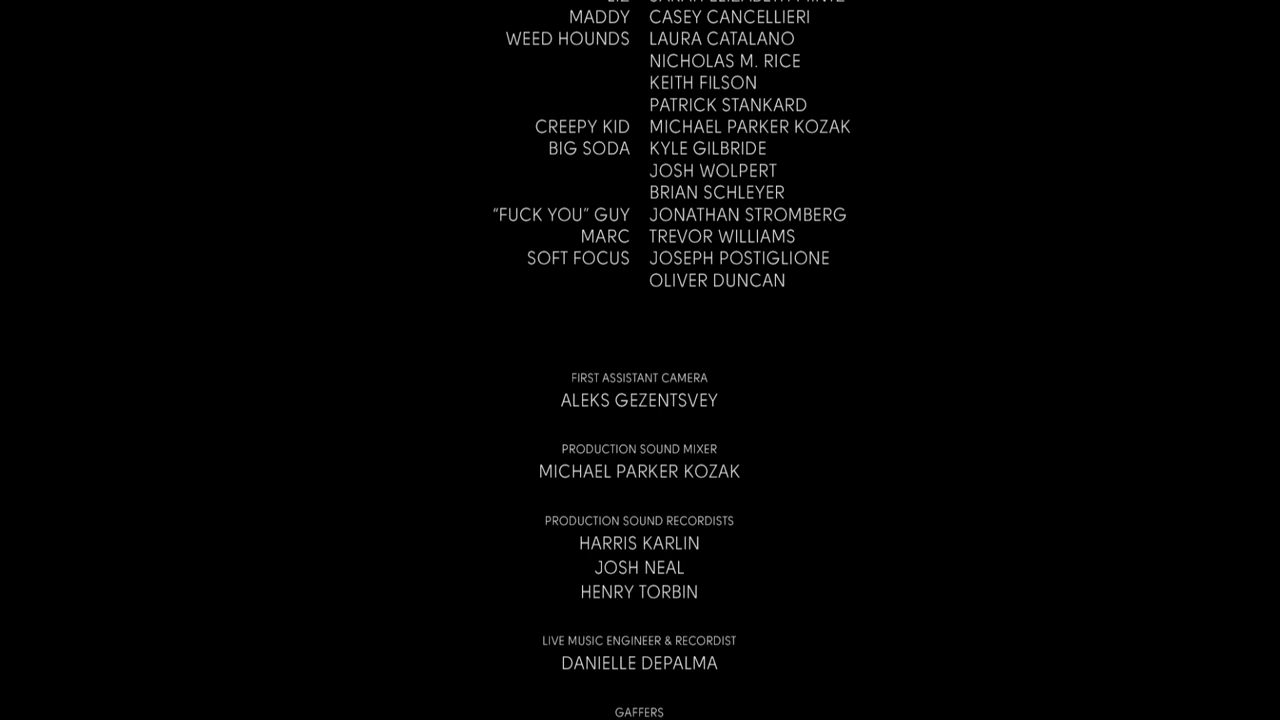 MADDY CASEY CANCELLIERI
WEED HOUNDS LAURA CATALANO
NICHOLAS M. RICE
KEITH FILSON
PATRICK STANKARD
CREEPY KID MICHAEL PARKER KOZAK
BIG SODA KYLE GILBRIDE
JOSH WOLPERT
BRIAN SCHLEYER
“FUCK YOU” GUY JONATHAN STROMBERG
MARC TREVOR WILLIAMS
SOFT FOCUS JOSEPH POSTIGLIONE
OLIVER DUNCAN
FIRST ASSISTANT CAMERA
ALEKS GEZENTSVEY
PRODUCTION SOUND MIXER
MICHAEL PARKER KOZAK
PRODUCTION SOUND RECORDISTS
HARRIS KARLIN
JOSH NEAL
HENRY TORBIN
LIVE MUSIC ENGINEER & RECORDIST
DANIELLE DEPALMA
GAFFERS